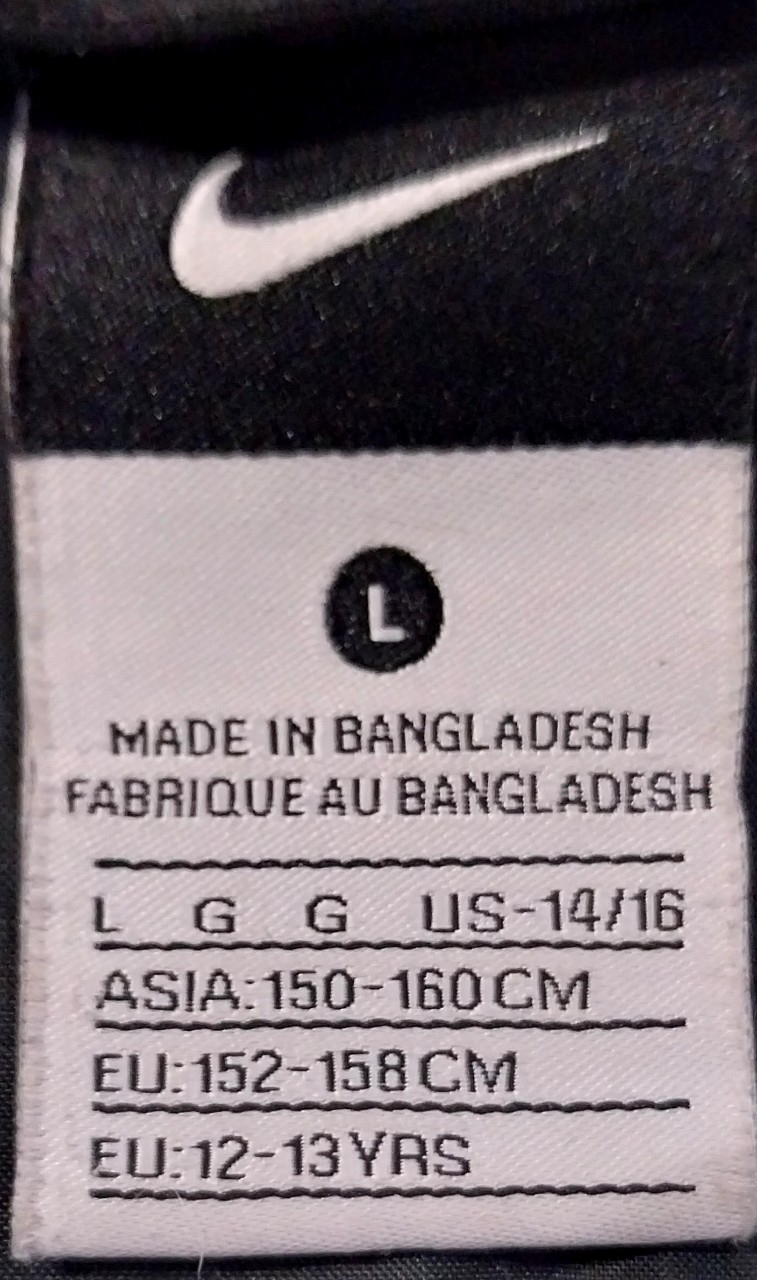 L
MADE IN BANGLADESH
FABRIQUE AU BANGLADESH
L G G US-14/16
ASIA:150-160CM
EU:152-158CM
EU:12-13YRS